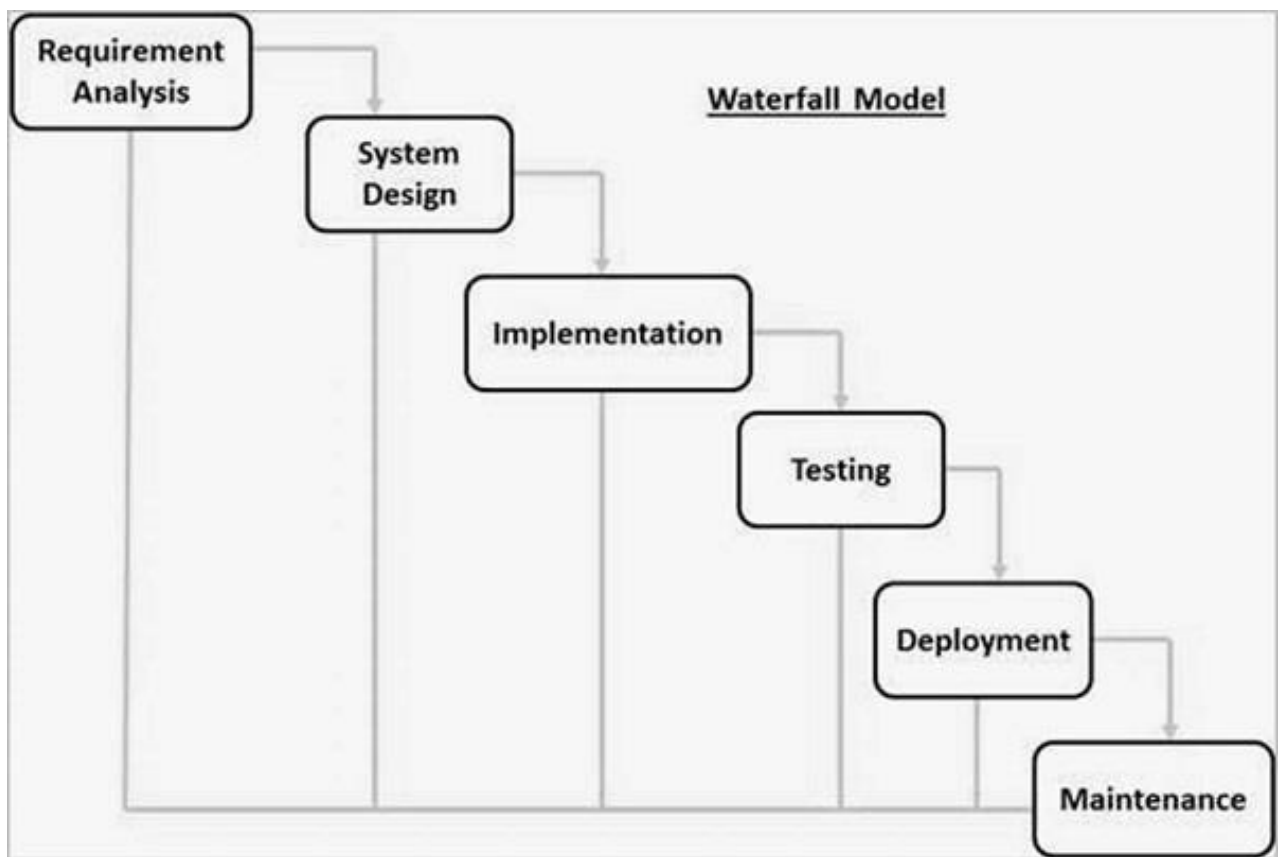 Requirement
Analysis
Waterfall Model
System
Design
Implementation
Testing
Deployment
Maintenance